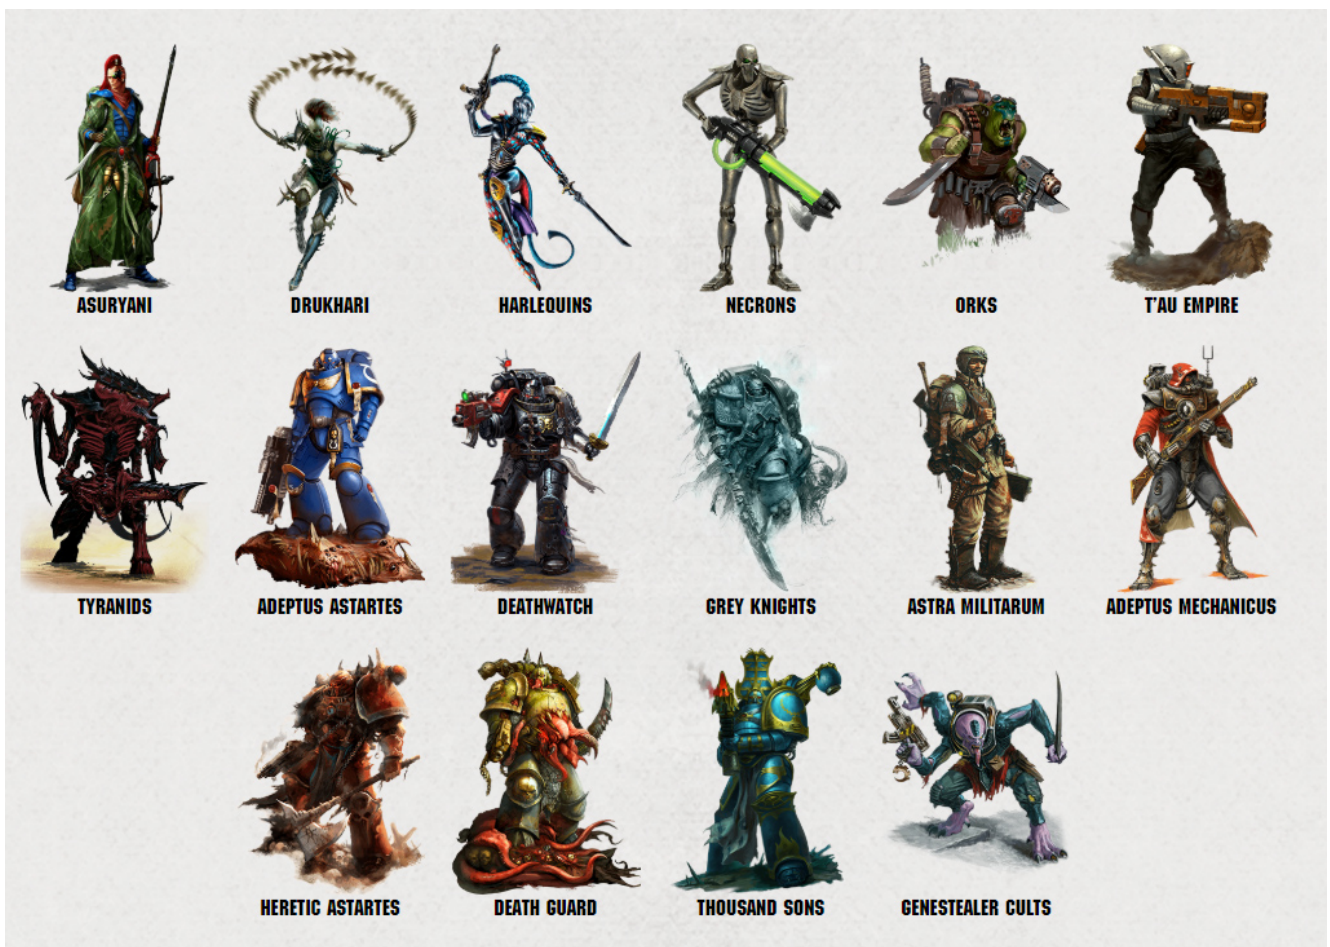 ASURYANI
DRUKHARI
HARLEQUINS
NECRONS
ORKS
T'AU EMPIRE
TYRANIDS
ADEPTUS ASTARTES
DEATHWATCH
GREY KNIGHTS
ASTRA MILITARUM
ADEPTUS MECHANICUS
HERETIC ASTARTES
DEATH GUARD
THOUSAND SONS
GENESTEALER CULTS